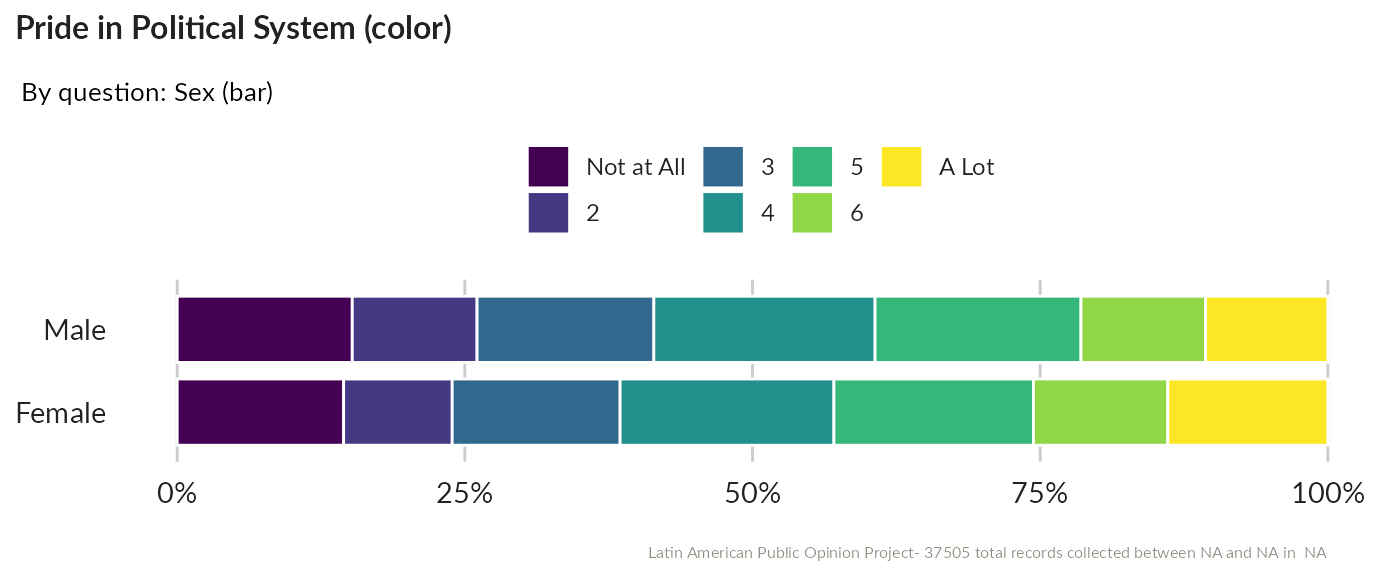 Pride in Political System (color)
By question: Sex (bar)
Not at All 3 5 A Lot
2 4 6
Male
Female
0% 25% 50% 75% 100%
Latin American Public Opinion Project- 37505 total records collected between NA and NA in  NA